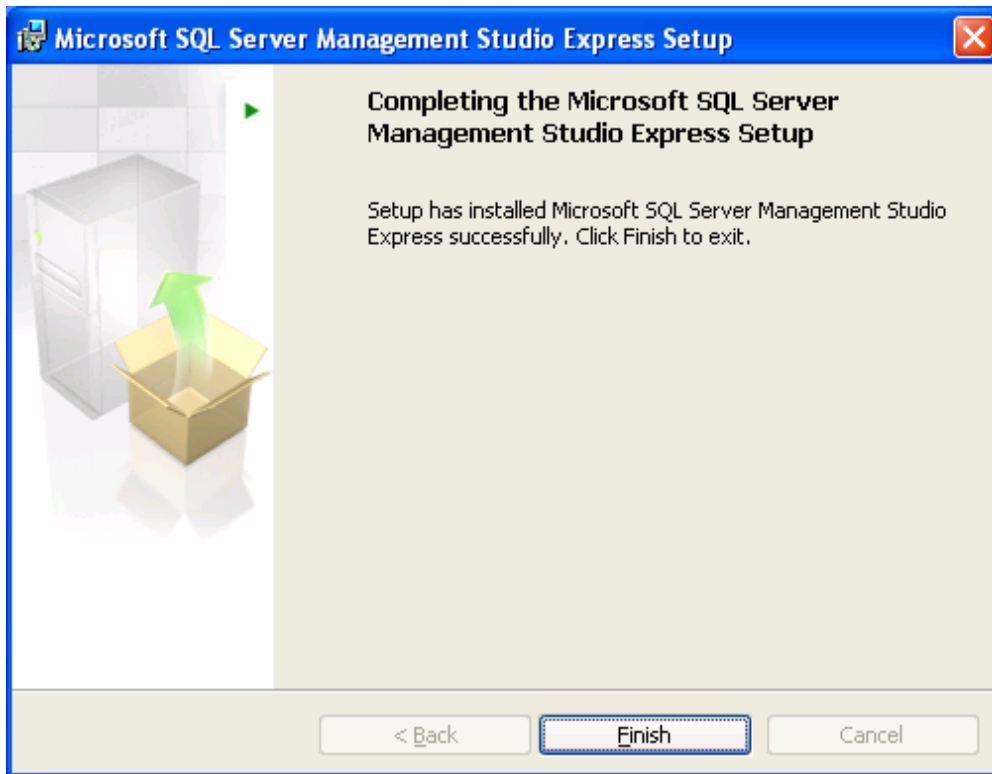 Microsoft SQL Server Management Studio Express Setup
Completing the Microsoft SQL Server
Management Studio Express Setup
Setup has installed Microsoft SQL Server Management Studio
Express successfully. Click Finish to exit.
< Back
Finish
Cancel